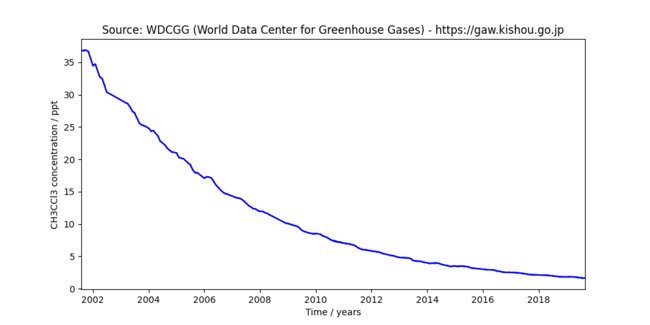 Source: WDCGG (World Data Center for Greenhouse Gases) - https://gaw.kishou.go.jp
CH3CCl3 concentration / ppt
35
30
25
20
15
10
5
0
2002 2004 2006 2008 2010 2012 2014 2016 2018
Time / years